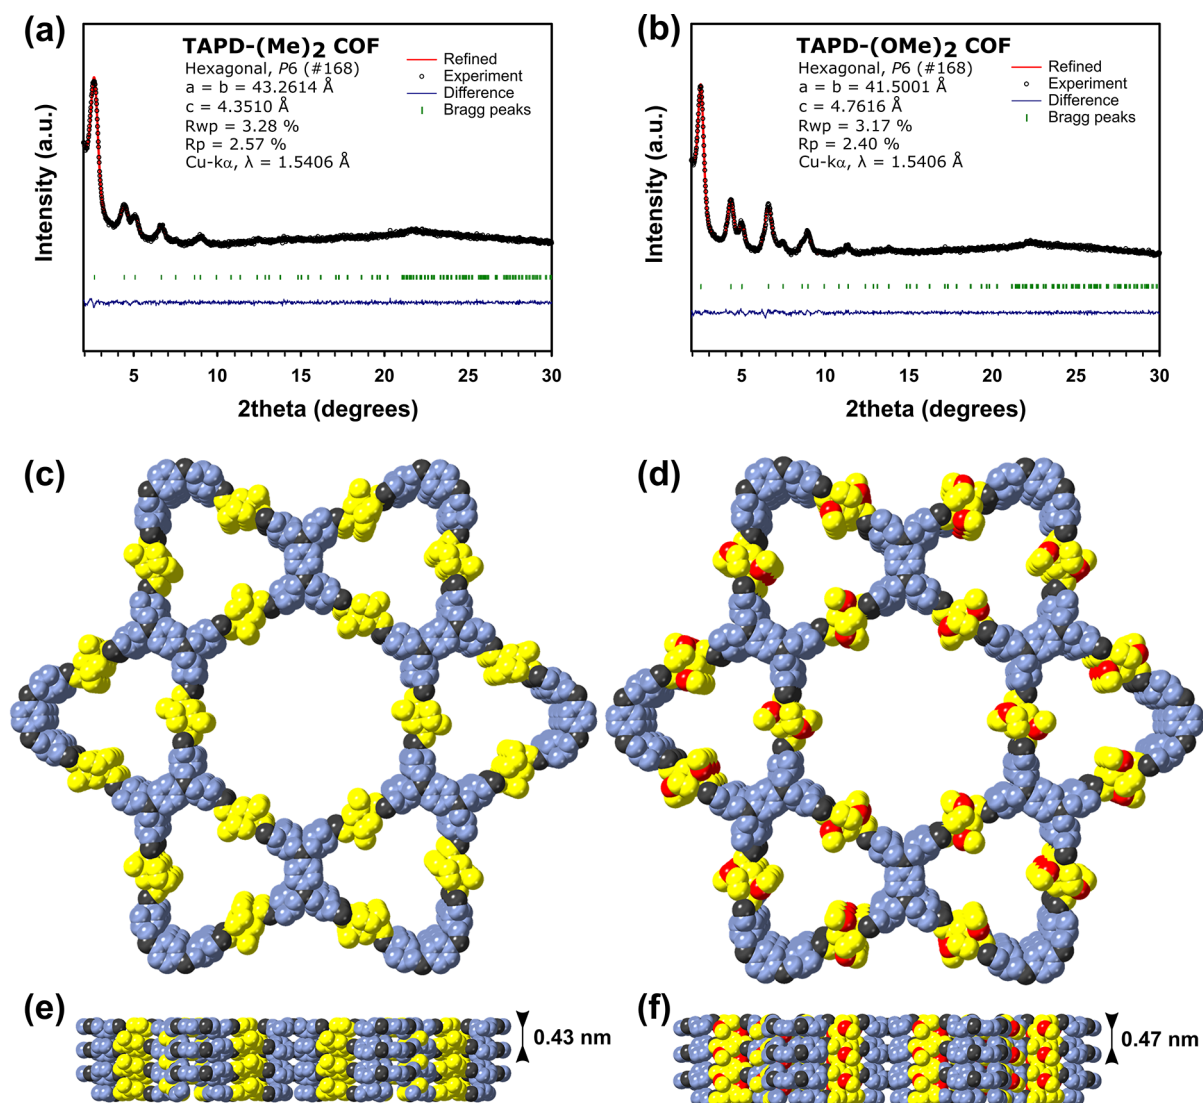 (a)
TAPD-(Me)2 COF
Hexagonal, P6 (#168)
a = b = 43.2614 Å
c = 4.3510 Å
Rwp = 3.28 %
Rp = 2.57 %
Cu-kα, λ = 1.5406 Å
Refined
Experiment
Difference
Bragg peaks
Intensity (a.u.)
5 10 15 20 25 30
2theta (degrees)
(b)
TAPD-(OMe)2 COF
Hexagonal, P6 (#168)
a = b = 41.5001 Å
c = 4.7616 Å
Rwp = 3.17 %
Rp = 2.40 %
Cu-kα, λ = 1.5406 Å
Refined
Experiment
Difference
Bragg peaks
Intensity (a.u.)
5 10 15 20 25 30
2theta (degrees)
(c)
(d)
(e)
0.43 nm
(f)
0.47 nm